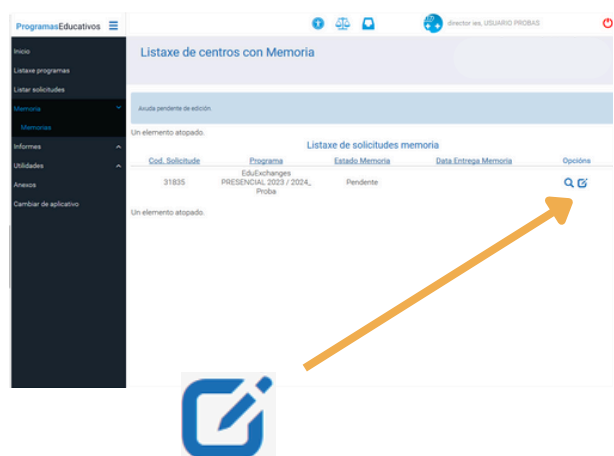 ProgramasEducativos
director ies, USUARIO PROBAS
Inicio
Listaxe programas
Listar solicitudes
Memoria
Memorias
Informes
Utilidades
Anexos
Cambiar de aplicativo
Listaxe de centros con Memoria
Axuda pendente de edición.
Un elemento atopado.
Listaxe de solicitudes memoria
Cod. Solicitude Programa Estado Memoria Data Entrega Memoria Opcións
EduExchanges
31835 PRESENCIAL 2023 / 2024_ Pendente
Proba
Un elemento atopado.